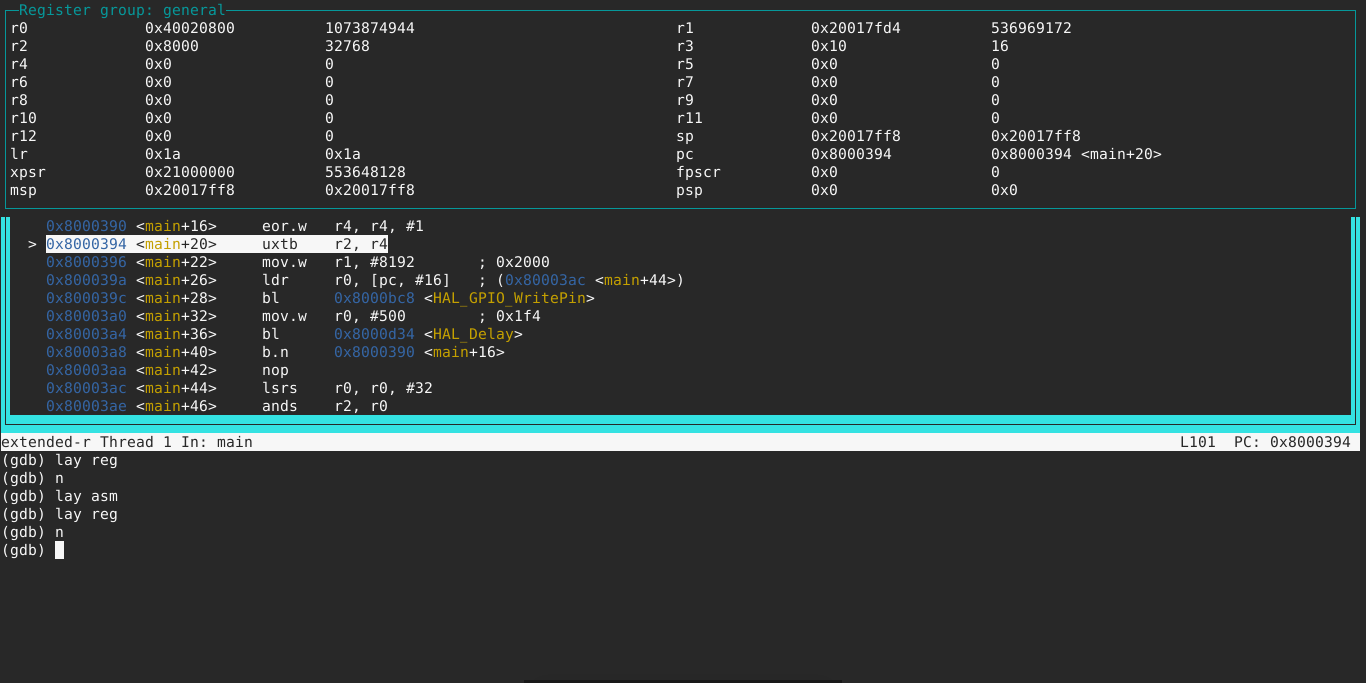 Register group: general
r0 0x40020800 1073874944 r1 0x20017fd4 536969172
r2 0x8000 32768 r3 0x10 16
r4 0x0 0 r5 0x0 0
r6 0x0 0 r7 0x0 0
r8 0x0 0 r9 0x0 0
r10 0x0 0 r11 0x0 0
r12 0x0 0 sp 0x20017ff8 0x20017ff8
lr 0x1a 0x1a pc 0x8000394 0x8000394 <main+20>
xpsr 0x21000000 553648128 fpscr 0x0 0
msp 0x20017ff8 0x20017ff8 psp 0x0 0x0
0x8000390 <main+16> eor.w r4, r4, #1
> 0x8000394 <main+20> uxtb r2, r4
0x8000396 <main+22> mov.w r1, #8192 ; 0x2000
0x800039a <main+26> ldr r0, [pc, #16] ; (0x80003ac <main+44>)
0x800039c <main+28> bl 0x8000bc8 <HAL_GPIO_WritePin>
0x80003a0 <main+32> mov.w r0, #500 ; 0x1f4
0x80003a4 <main+36> bl 0x8000d34 <HAL_Delay>
0x80003a8 <main+40> b.n 0x8000390 <main+16>
0x80003aa <main+42> nop
0x80003ac <main+44> lsrs r0, r0, #32
0x80003ae <main+46> ands r2, r0
extended-r Thread 1 In: main L101 PC: 0x8000394
(gdb) lay reg
(gdb) n
(gdb) lay asm
(gdb) lay reg
(gdb) n
(gdb)